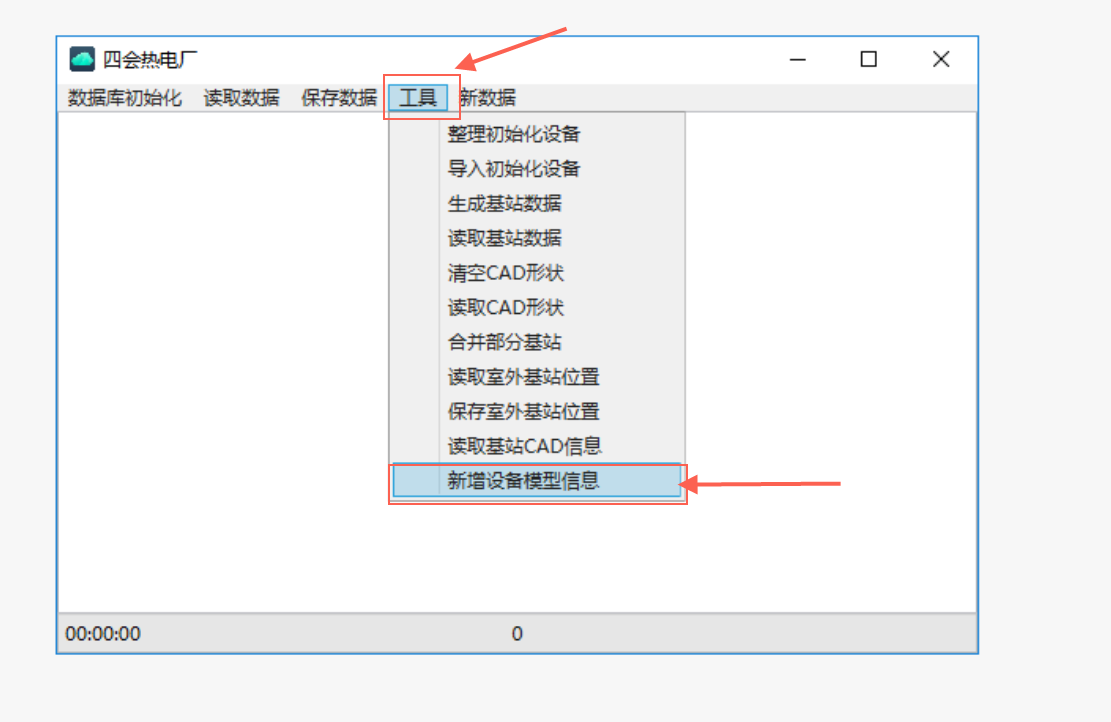 四会热电厂
数据库初始化 读取数据 保存数据 工具 新数据
整理初始化设备
导入初始化设备
生成基站数据
读取基站数据
清空CAD形状
读取CAD形状
合并部分基站
读取室外基站位置
保存室外基站位置
读取基站CAD信息
新增设备模型信息
00:00:00 0